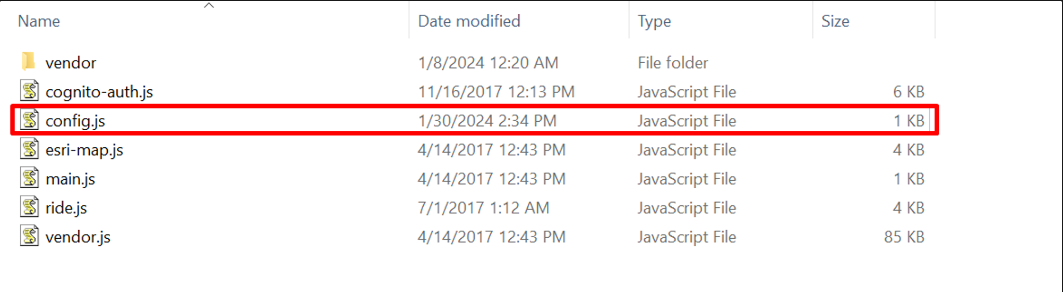 Name Date modified Type Size
vendor 1/8/2024 12:20 AM File folder
cognito-auth.js 11/16/2017 12:13 PM JavaScript File 6 KB
config.js 1/30/2024 2:34 PM JavaScript File 1 KB
esri-map.js 4/14/2017 12:43 PM JavaScript File 4 KB
main.js 4/14/2017 12:43 PM JavaScript File 1 KB
ride.js 7/1/2017 1:12 AM JavaScript File 4 KB
vendor.js 4/14/2017 12:43 PM JavaScript File 85 KB